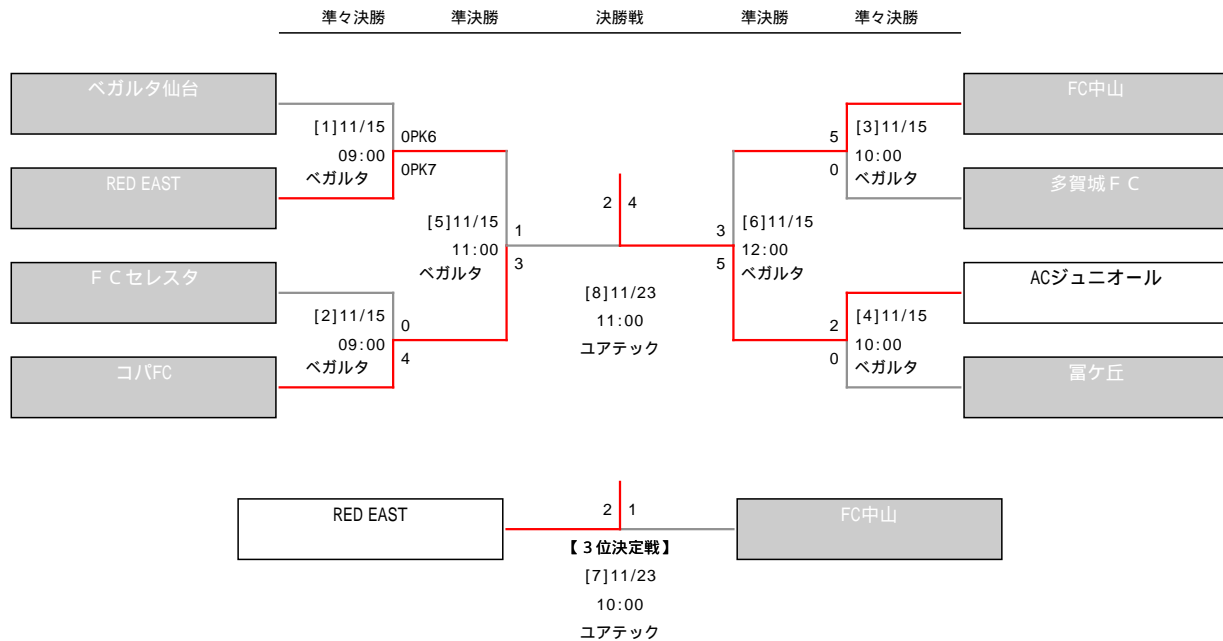 準々決勝 準決勝 決勝戦 準決勝 準々決勝
ベガルタ仙台
[1]11/15
09:00
ベガルタ
0PK6
0PK7
RED EAST
[5]11/15
11:00
ベガルタ
1
3
ＦＣセレスタ
[2]11/15
09:00
ベガルタ
0
4
コパFC
2 4
[8]11/23
11:00
ユアテック
FC中山
5
0
[3]11/15
10:00
ベガルタ
多賀城ＦＣ
3
5
[6]11/15
12:00
ベガルタ
ACジュニオール
2
0
[4]11/15
10:00
ベガルタ
冨ケ丘
RED EAST
2 1
FC中山
【３位決定戦】
[7]11/23
10:00
ユアテック